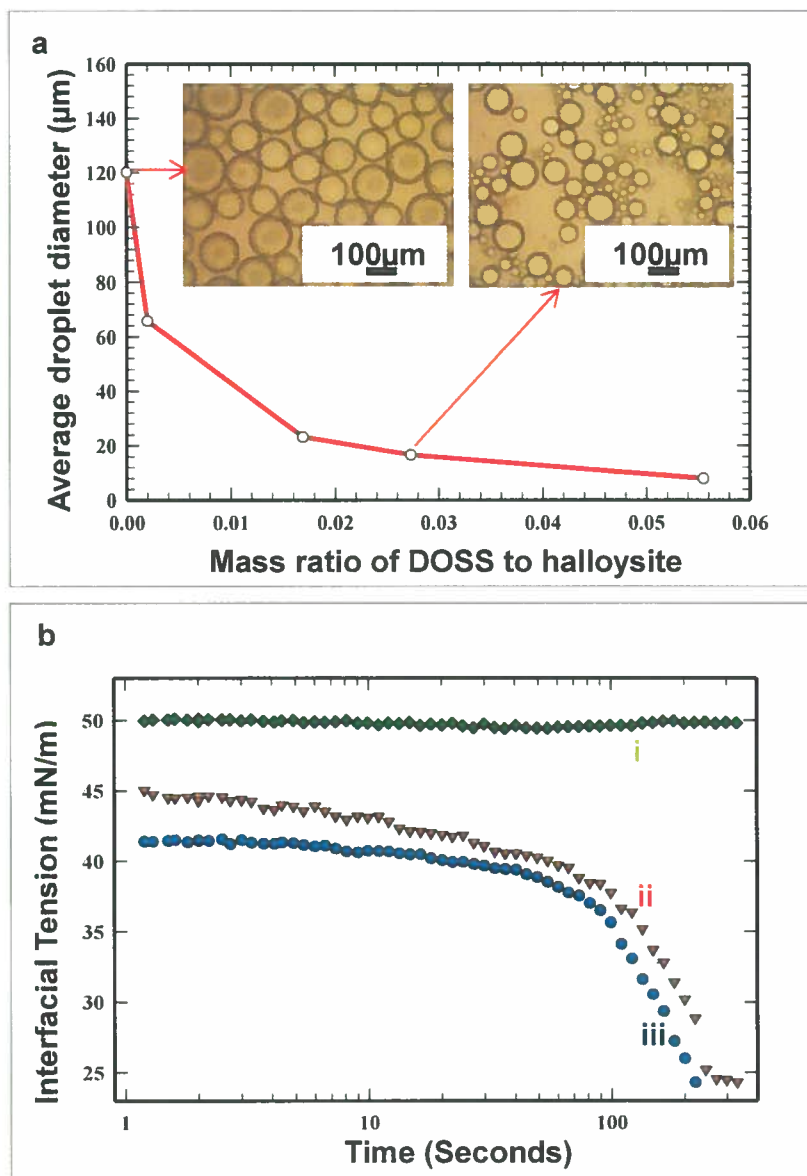 a
Average droplet diameter (µm)
160
140
120
100
80
60
40
20
0
100µm
100µm
0.00 0.01 0.02 0.03 0.04 0.05 0.06
Mass ratio of DOSS to halloysite
b
Interfacial Tension (mN/m)
50
45
40
35
30
25
i
ii
iii
1 10 100
Time (Seconds)